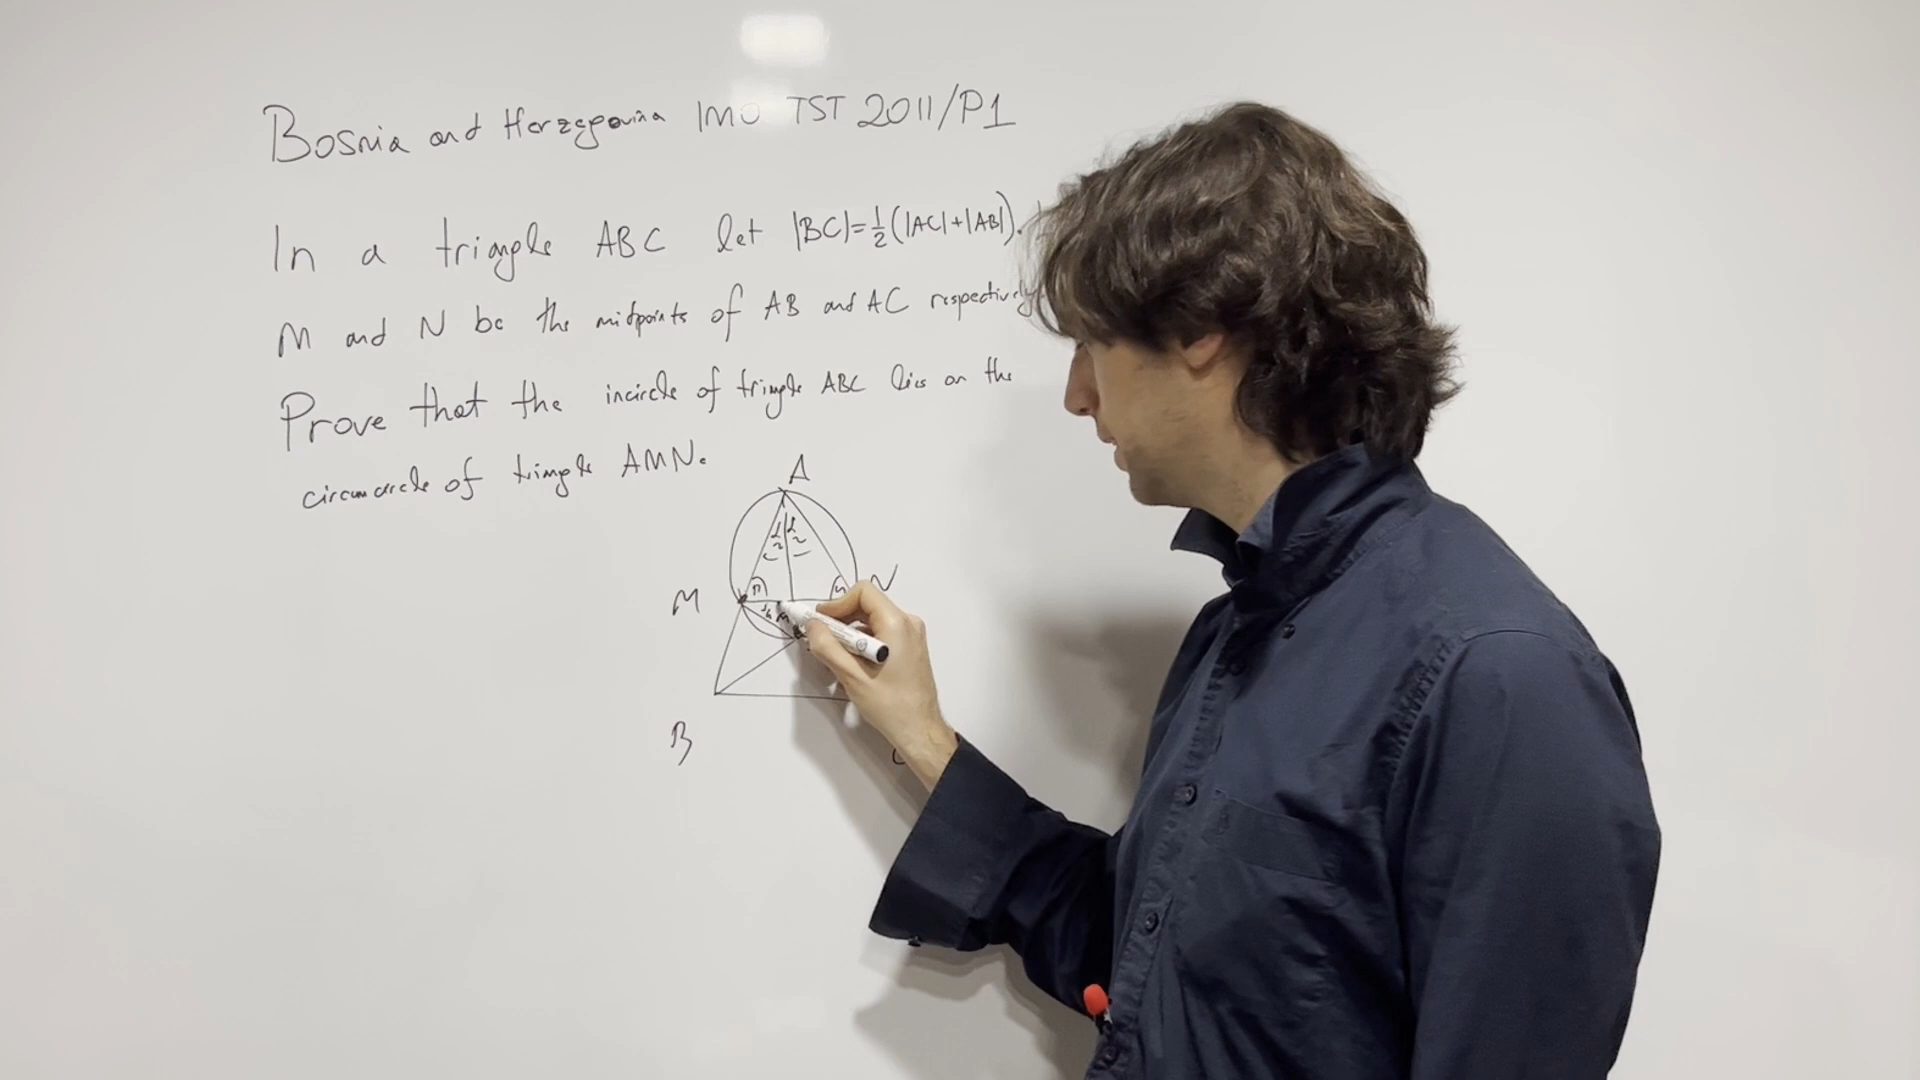 Bosnia and Herzegovina IMO TST 2011/P1
In a triangle ABC let |BC|=½(|AC|+|AB|).
M and N be the midpoints of AB and AC respectively
Prove that the incircle of triangle ABC lies on the
circumcircle of triangle AMN.
A
M
N
B